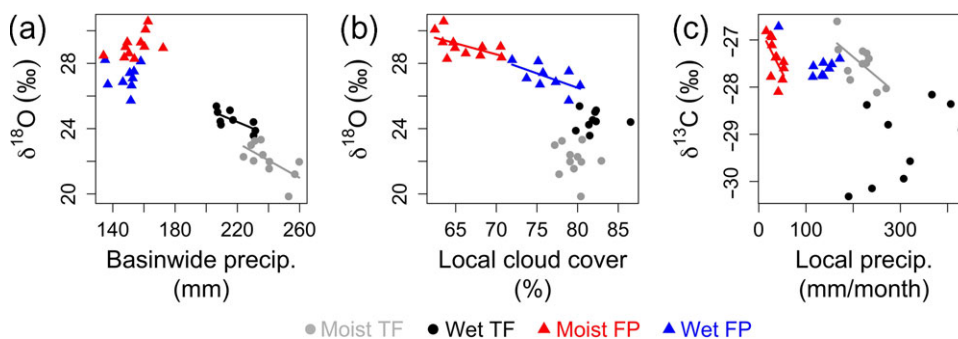 (a)
δ18O (‰)
20 24 28
140 180 220 260
Basinwide precip.
(mm)
(b)
δ18O (‰)
20 24 28
65 70 75 80 85
Local cloud cover
(%)
(c)
δ13C (‰)
−30 −29 −28 −27
0 100 300
Local precip.
(mm/month)
Moist TF Wet TF Moist FP Wet FP